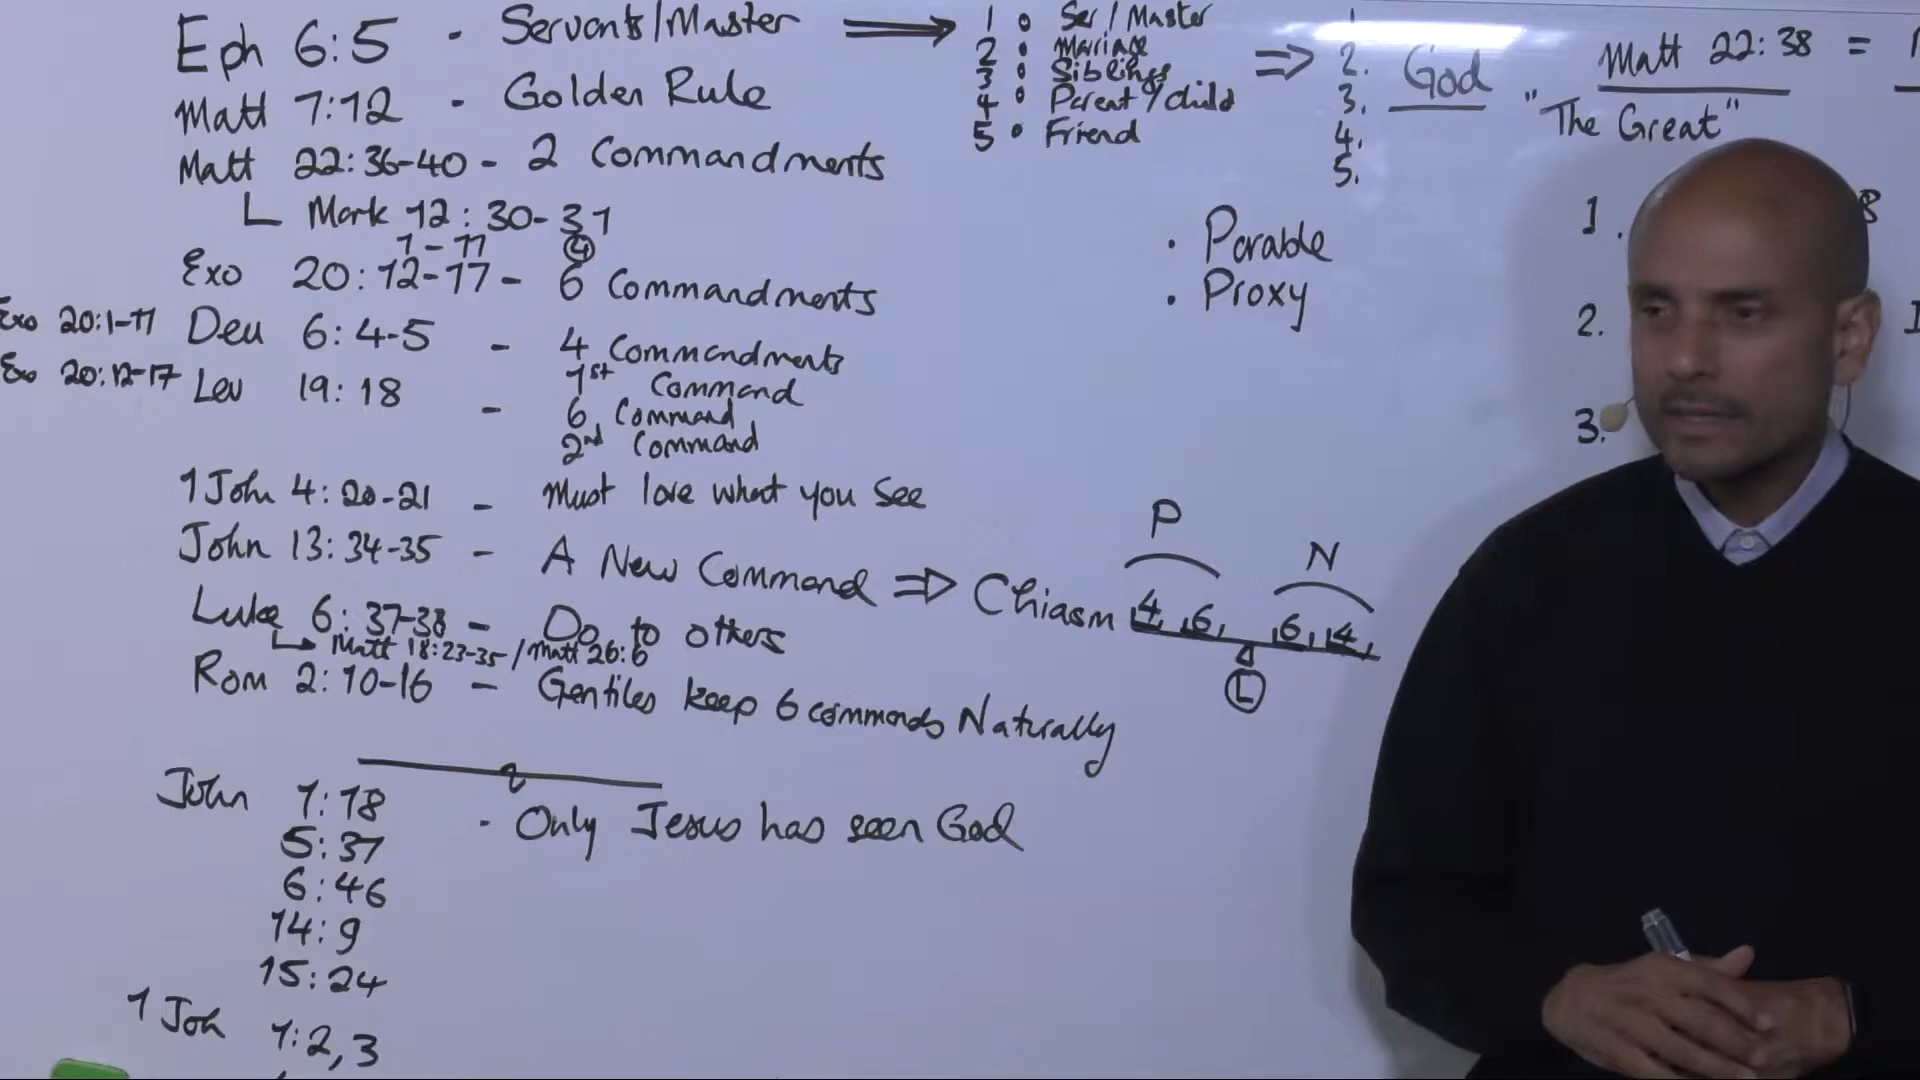 Eph 6:5 - Servants/Master ⟹ 1 • Ser/Master
2 • Marriage
3 • Siblings
4 • Parent/child
5 • Friend
⇒ 1
2. God
3.
4.
5.
Matt 22:38 =
"The Great"
Matt 7:12 - Golden Rule
Matt 22:36-40 - 2 Commandments
Mark 12:30-31
1-11 ④
Exo 20:12-17 - 6 Commandments
Exo 20:1-11 Deu 6:4-5 - 4 Commandments
1st Command
Exo 20:12-17 Lev 19:18 - 6 Command
2nd Command
• Parable
• Proxy
1. 8
2.
3.
1 John 4:20-21 - Must love what you see
John 13:34-35 - A New Command ⇒ Chiasm
P N
4, 6, 6, 4,
L
Luke 6:37-38 - Do to others
Matt 18:23-35 / Matt 26:6
Rom 2:10-16 - Gentiles keep 6 commands Naturally
John 1:18 - Only Jesus has seen God
5:37
6:46
14:9
15:24
1 Joh 1:2,3